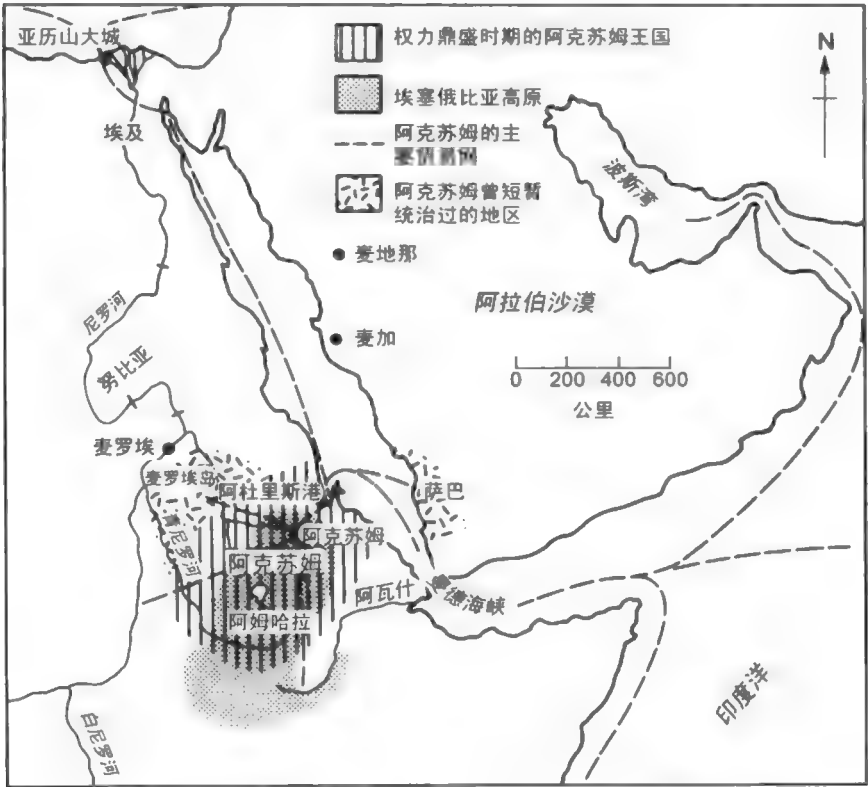 亚历山大城
权力鼎盛时期的阿克苏姆王国
N
埃塞俄比亚高原
埃及
阿克苏姆的主
波斯湾
阿克苏姆曾短暂
统治过的地区
麦地那
尼罗河
阿拉伯沙漠
麦加
努比亚
0 200 400 600
公里
麦罗埃
麦罗埃岛
阿杜里斯港
萨巴
青尼罗河
阿克苏姆
阿克苏姆
阿瓦什
曼德海峡
阿姆哈拉
印度洋
白尼罗河